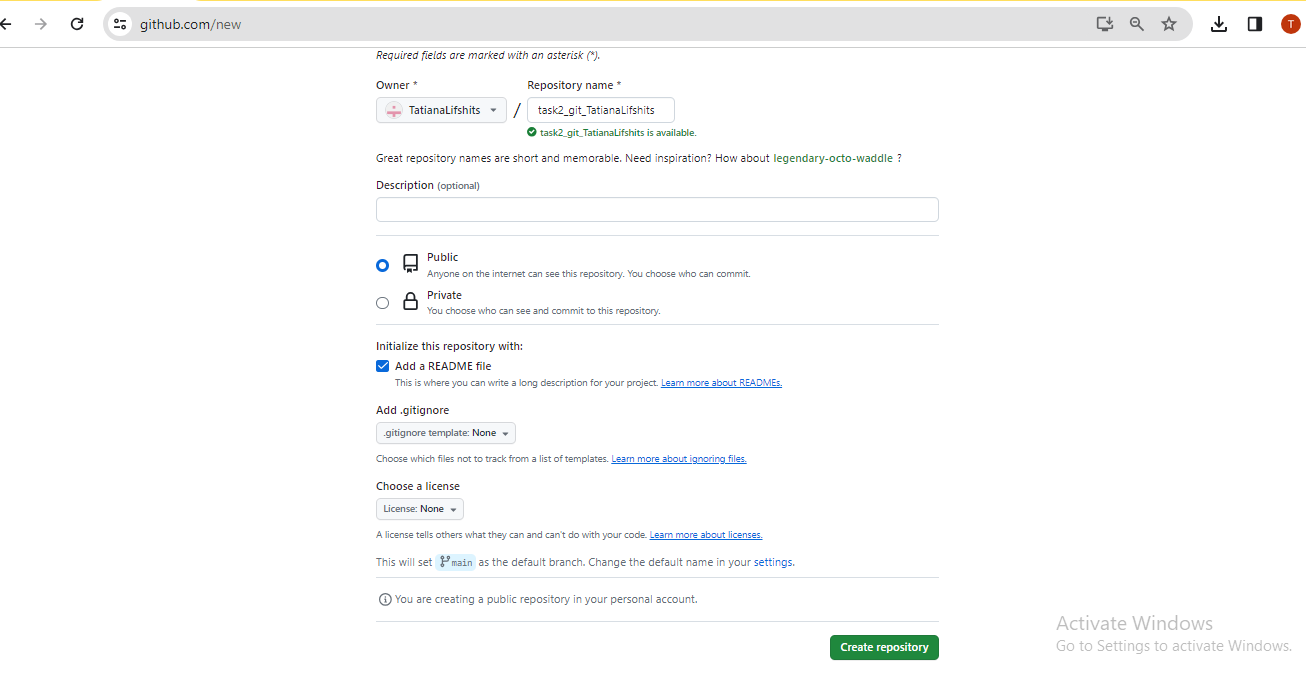 github.com/new
T
Required fields are marked with an asterisk (*).
Owner * Repository name *
TatianaLifshits / task2_git_TatianaLifshits
task2_git_TatianaLifshits is available.
Great repository names are short and memorable. Need inspiration? How about legendary-octo-waddle ?
Description (optional)
Public
Anyone on the internet can see this repository. You choose who can commit.
Private
You choose who can see and commit to this repository.
Initialize this repository with:
Add a README file
This is where you can write a long description for your project. Learn more about READMEs.
Add .gitignore
.gitignore template: None
Choose which files not to track from a list of templates. Learn more about ignoring files.
Choose a license
License: None
A license tells others what they can and can't do with your code. Learn more about licenses.
This will set main as the default branch. Change the default name in your settings.
You are creating a public repository in your personal account.
Activate Windows
Go to Settings to activate Windows.
Create repository